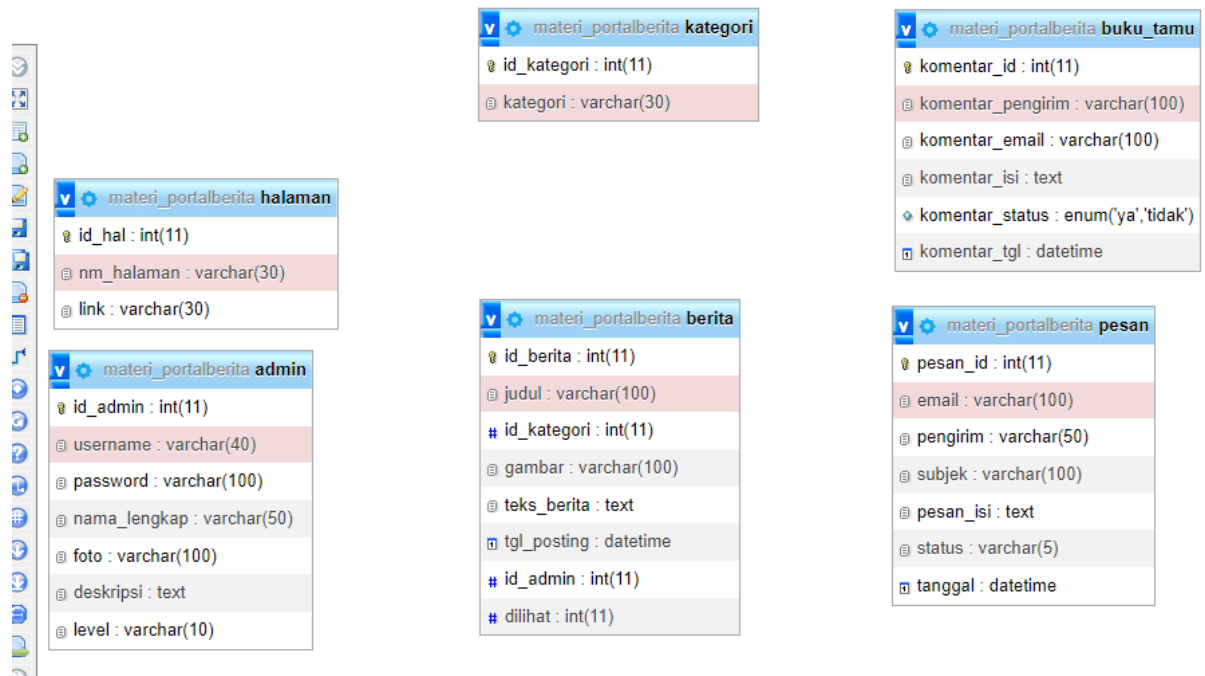 materi_portalberita kategori
id_kategori : int(11)
kategori : varchar(30)
materi_portalberita buku_tamu
komentar_id : int(11)
komentar_pengirim : varchar(100)
komentar_email : varchar(100)
komentar_isi : text
komentar_status : enum('ya','tidak')
komentar_tgl : datetime
materi_portalberita halaman
id_hal : int(11)
nm_halaman : varchar(30)
link : varchar(30)
materi_portalberita admin
id_admin : int(11)
username : varchar(40)
password : varchar(100)
nama_lengkap : varchar(50)
foto : varchar(100)
deskripsi : text
level : varchar(10)
materi_portalberita berita
id_berita : int(11)
judul : varchar(100)
# id_kategori : int(11)
gambar : varchar(100)
teks_berita : text
tgl_posting : datetime
# id_admin : int(11)
# dilihat : int(11)
materi_portalberita pesan
pesan_id : int(11)
email : varchar(100)
pengirim : varchar(50)
subjek : varchar(100)
pesan_isi : text
status : varchar(5)
tanggal : datetime